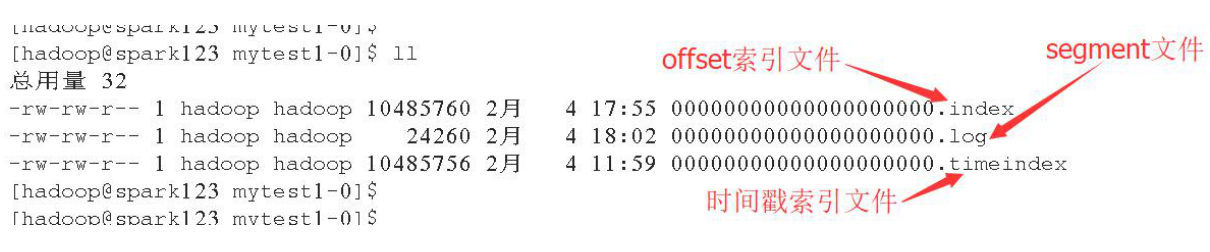 [hadoop@spark123 mytest1-0]$
[hadoop@spark123 mytest1-0]$ ll
offset索引文件
segment文件
总用量 32
-rw-rw-r-- 1 hadoop hadoop 10485760 2月 4 17:55 00000000000000000000.index
-rw-rw-r-- 1 hadoop hadoop 24260 2月 4 18:02 00000000000000000000.log
-rw-rw-r-- 1 hadoop hadoop 10485756 2月 4 11:59 00000000000000000000.timeindex
[hadoop@spark123 mytest1-0]$
时间戳索引文件
[hadoop@spark123 mytest1-0]$